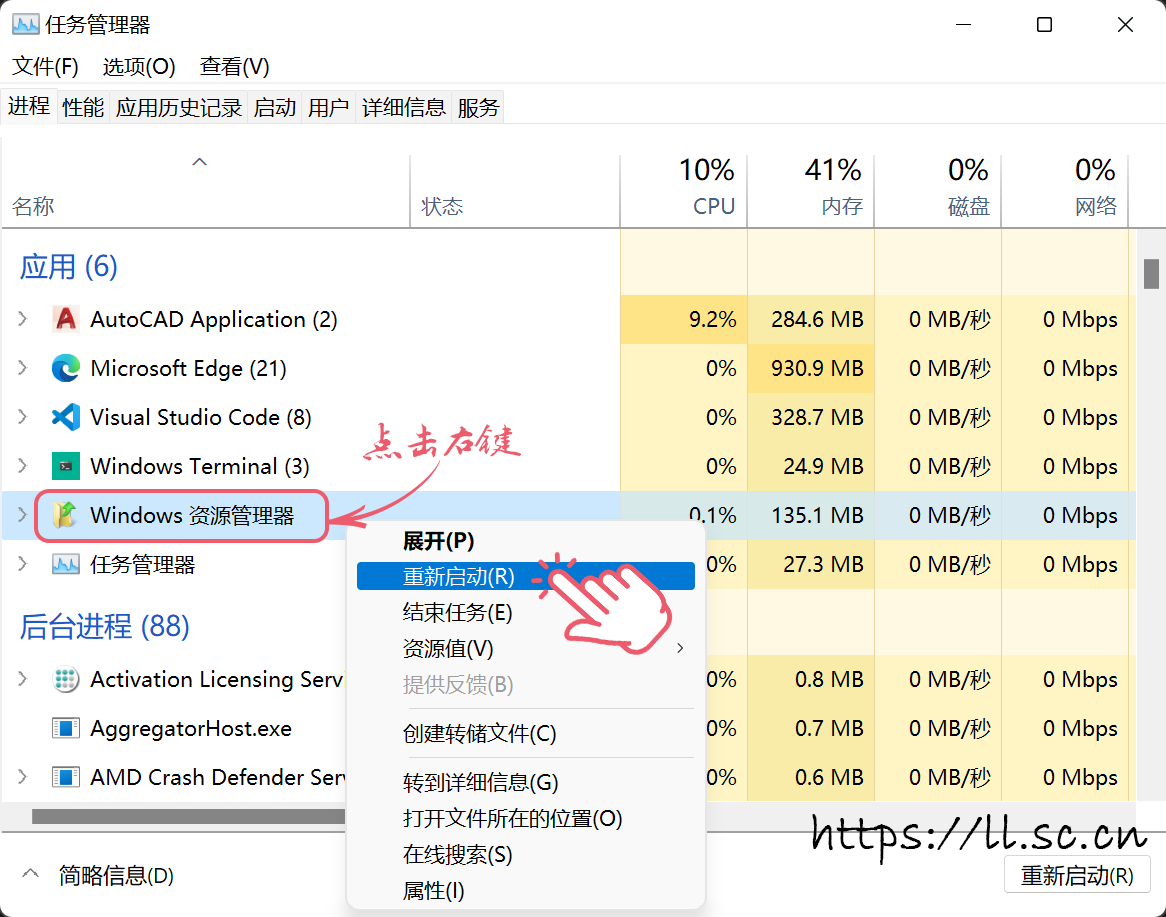 任务管理器
文件(F) 选项(O) 查看(V)
进程 性能 应用历史记录 启动 用户 详细信息 服务
10% 41% 0% 0%
名称 状态 CPU 内存 磁盘 网络
应用 (6)
AutoCAD Application (2) 9.2% 284.6 MB 0 MB/秒 0 Mbps
Microsoft Edge (21) 0% 930.9 MB 0 MB/秒 0 Mbps
Visual Studio Code (8) 0% 328.7 MB 0 MB/秒 0 Mbps
点击右键
Windows Terminal (3) 0% 24.9 MB 0 MB/秒 0 Mbps
Windows 资源管理器 0.1% 135.1 MB 0 MB/秒 0 Mbps
展开(P)
任务管理器 0% 27.3 MB 0 MB/秒 0 Mbps
重新启动(R)
结束任务(E)
后台进程 (88)
资源值(V)
Activation Licensing Servi 0% 0.8 MB 0 MB/秒 0 Mbps
提供反馈(B)
AggregatorHost.exe 0% 0.7 MB 0 MB/秒 0 Mbps
创建转储文件(C)
AMD Crash Defender Serv 0% 0.6 MB 0 MB/秒 0 Mbps
转到详细信息(G)
打开文件所在的位置(O)
https://ll.sc.cn
在线搜索(S)
简略信息(D) 重新启动(R)
属性(I)